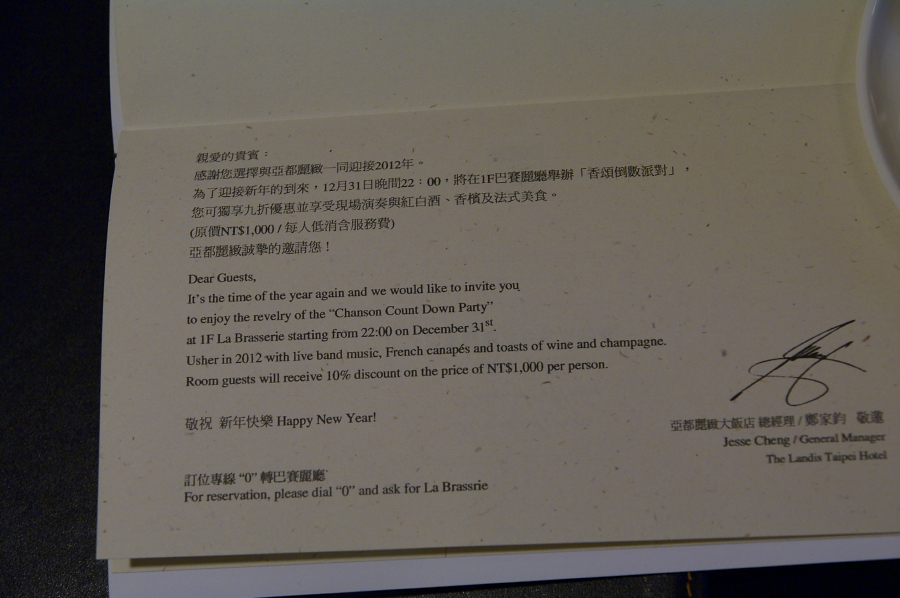 親愛的貴賓：
感謝您選擇與亞都麗緻一同迎接2012年。
為了迎接新年的到來，12月31日晚間22：00，將在1F巴賽麗廳舉辦「香頌倒數派對」，
您可獨享九折優惠並享受現場演奏與紅白酒、香檳及法式美食。
(原價NT$1,000 / 每人低消含服務費)
亞都麗緻誠摯的邀請您！
Dear Guests,
It's the time of the year again and we would like to invite you
to enjoy the revelry of the “Chanson Count Down Party”
at 1F La Brasserie starting from 22:00 on December 31st.
Usher in 2012 with live band music, French canapés and toasts of wine and champagne.
Room guests will receive 10% discount on the price of NT$1,000 per person.
敬祝 新年快樂 Happy New Year!
亞都麗緻大飯店 總經理 / 鄭家鈞 敬邀
Jesse Cheng / General Manager
The Landis Taipei Hotel
訂位專線 “0” 轉巴賽麗廳
For reservation, please dial “0” and ask for La Brassrie